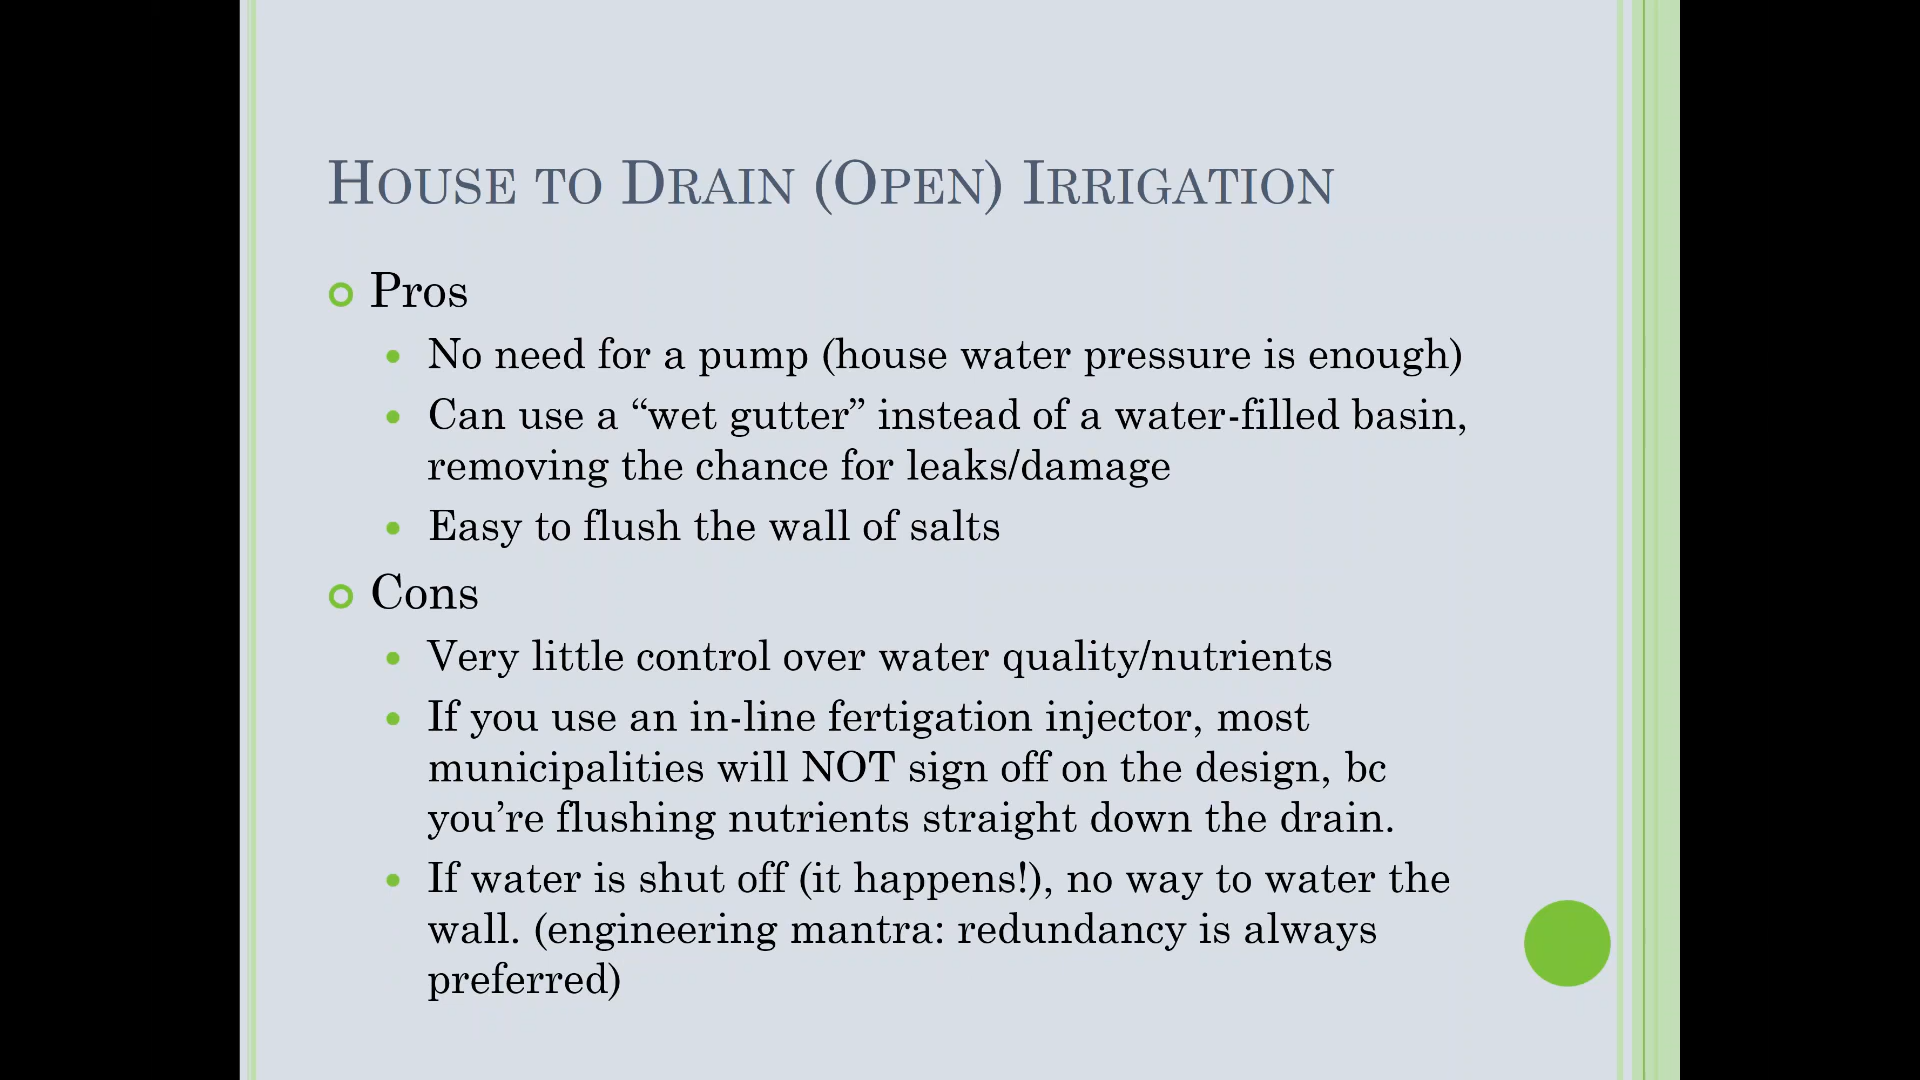 House to Drain (Open) Irrigation
Pros
No need for a pump (house water pressure is enough)
Can use a “wet gutter” instead of a water-filled basin,
removing the chance for leaks/damage
Easy to flush the wall of salts
Cons
Very little control over water quality/nutrients
If you use an in-line fertigation injector, most
municipalities will NOT sign off on the design, bc
you’re flushing nutrients straight down the drain.
If water is shut off (it happens!), no way to water the
wall. (engineering mantra: redundancy is always
preferred)